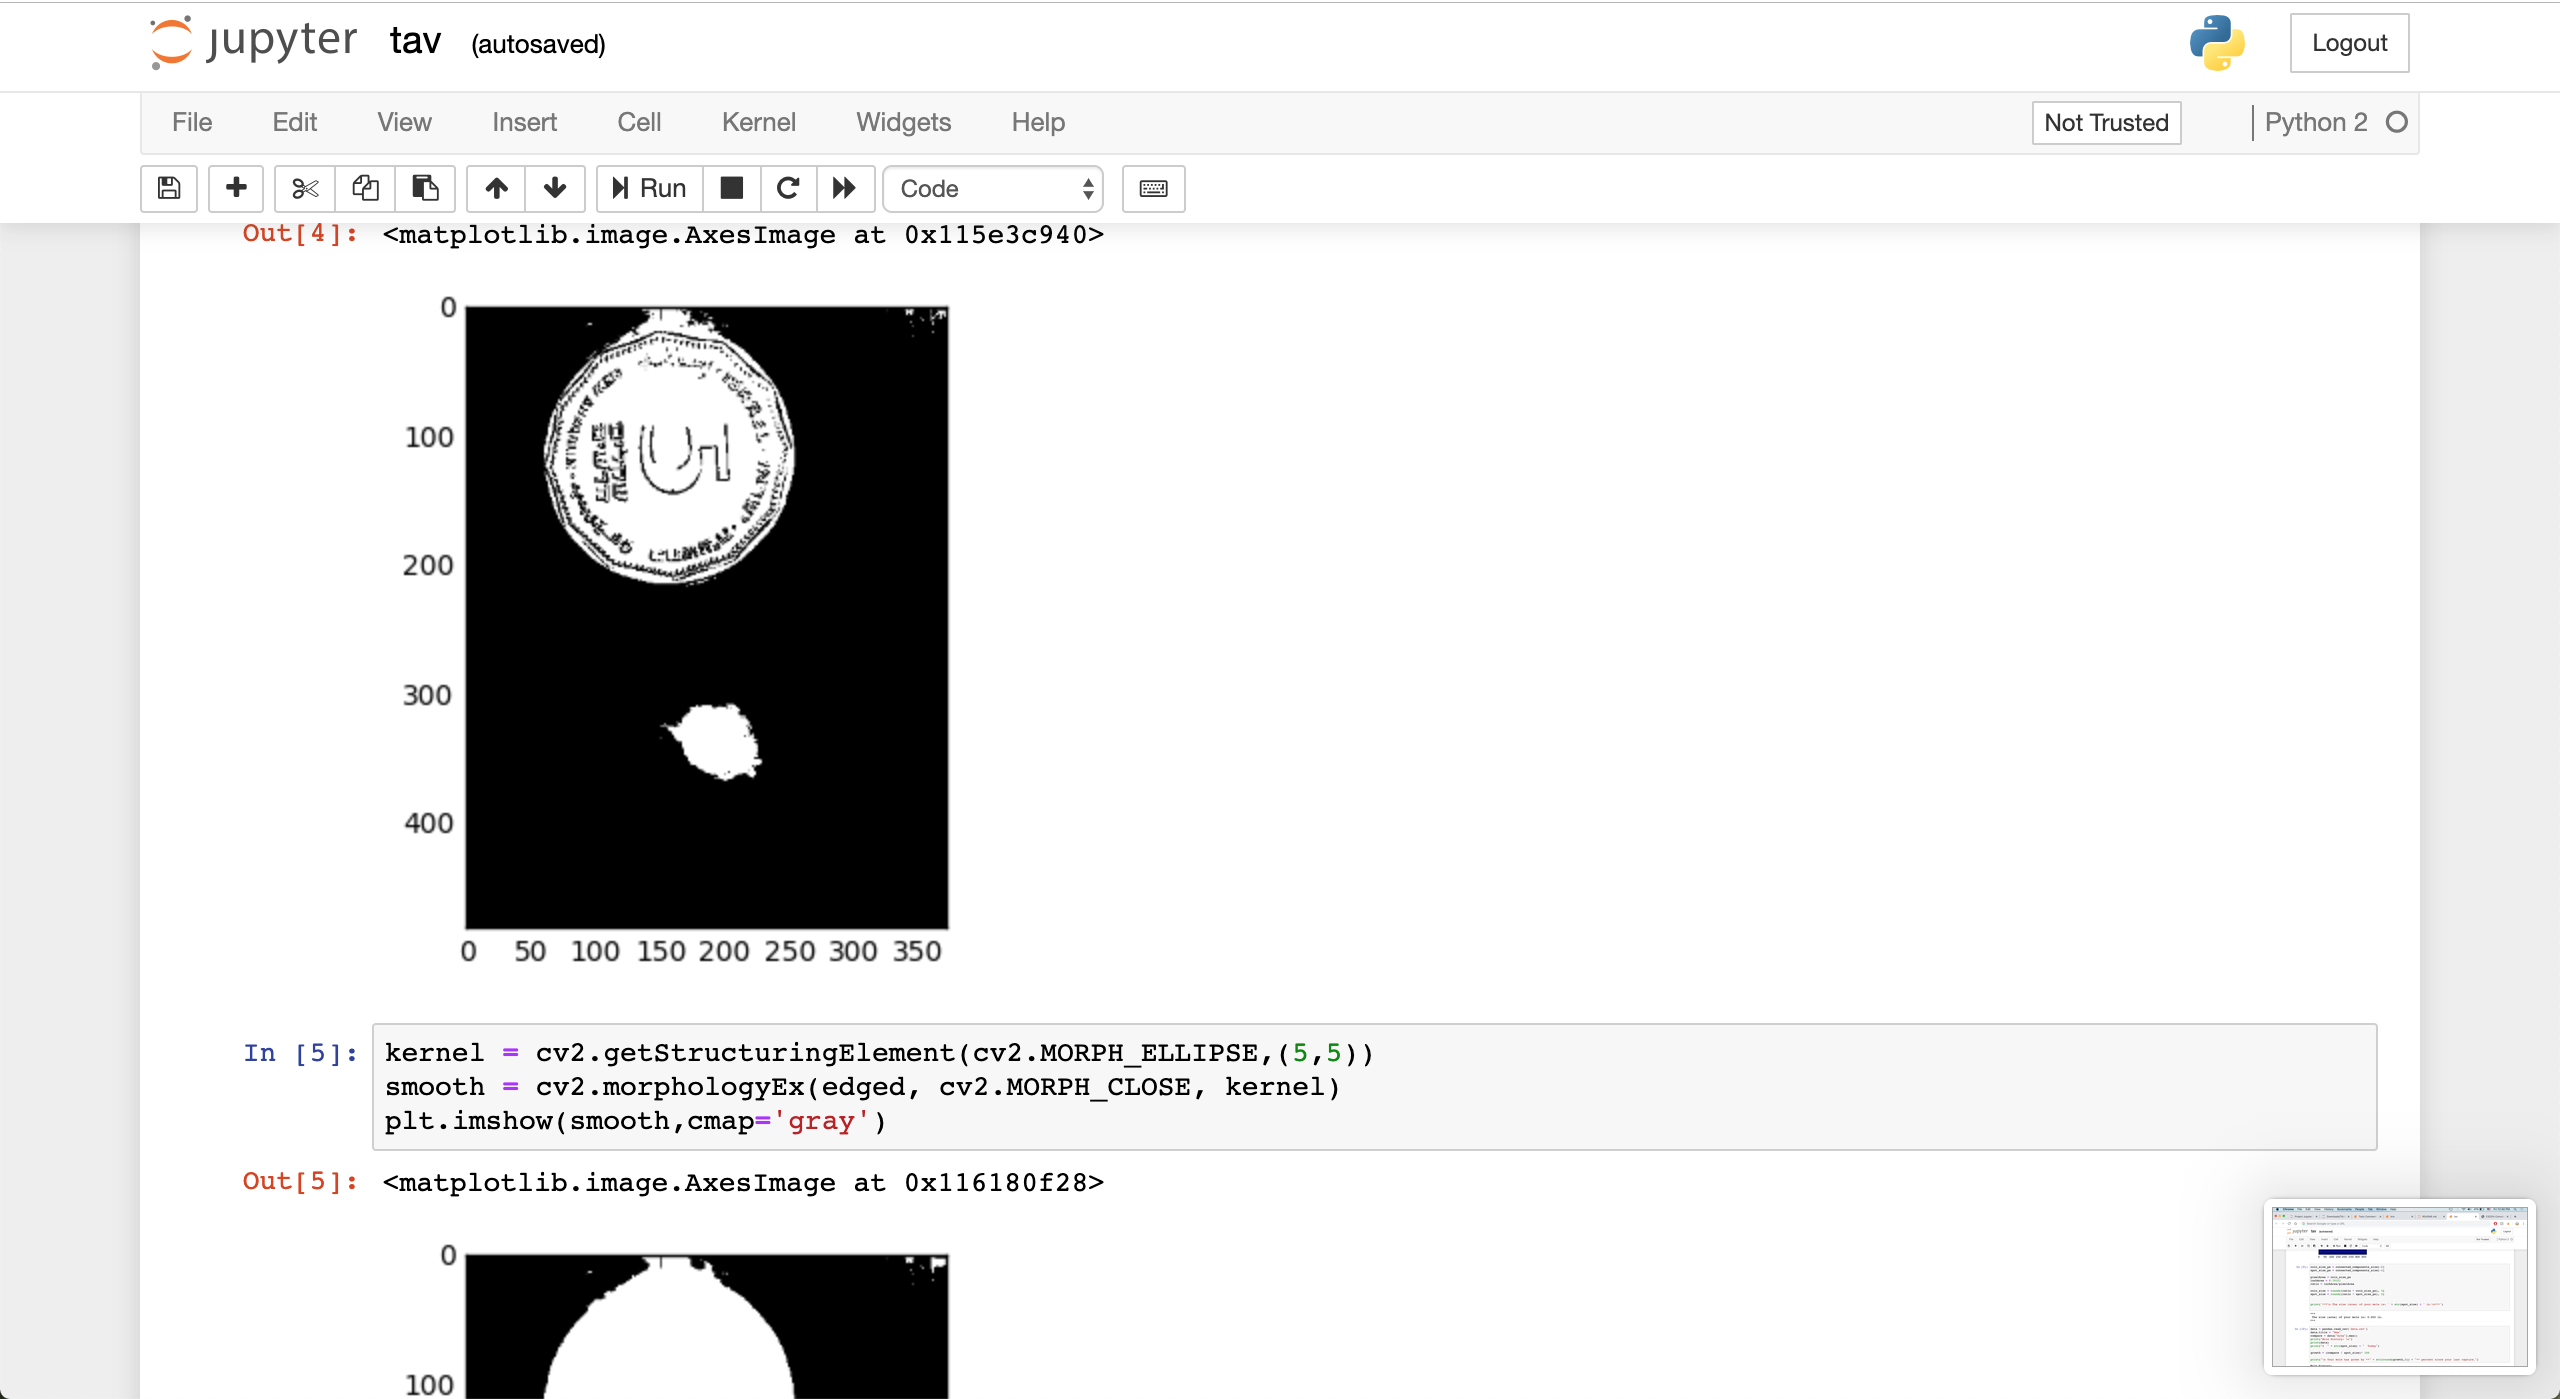 jupyter tav (autosaved)
Logout
File Edit View Insert Cell Kernel Widgets Help
Not Trusted
Python 2
Run
Code
Out[4]: <matplotlib.image.AxesImage at 0x115e3c940>
0
100
200
300
400
0 50 100 150 200 250 300 350
In [5]: kernel = cv2.getStructuringElement(cv2.MORPH_ELLIPSE,(5,5))
smooth = cv2.morphologyEx(edged, cv2.MORPH_CLOSE, kernel)
plt.imshow(smooth,cmap='gray')
Out[5]: <matplotlib.image.AxesImage at 0x116180f28>
0
100